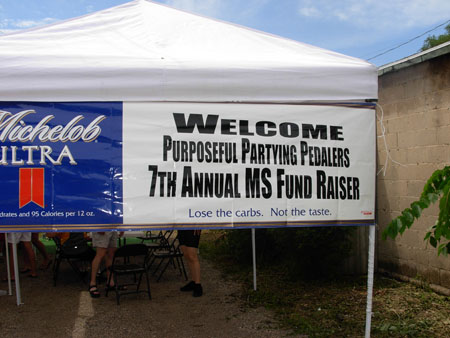 Michelob
ULTRA
drates and 95 Calories per 12 oz.
WELCOME
PURPOSEFUL PARTYING PEDALERS
7TH ANNUAL MS FUND RAISER
Lose the carbs. Not the taste.